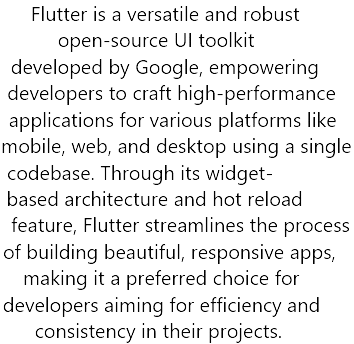 Flutter is a versatile and robust
open-source UI toolkit
developed by Google, empowering
developers to craft high-performance
applications for various platforms like
mobile, web, and desktop using a single
codebase. Through its widget-
based architecture and hot reload
feature, Flutter streamlines the process
of building beautiful, responsive apps,
making it a preferred choice for
developers aiming for efficiency and
consistency in their projects.